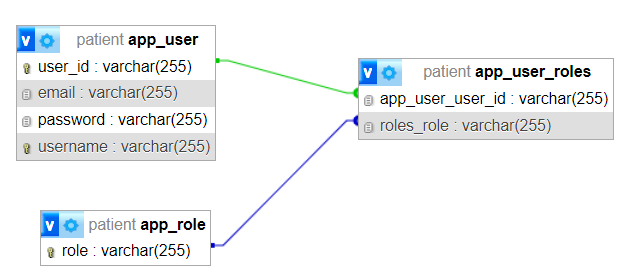 v patient app_user
user_id : varchar(255)
email : varchar(255)
password : varchar(255)
username : varchar(255)
v patient app_user_roles
app_user_user_id : varchar(255)
roles_role : varchar(255)
v patient app_role
role : varchar(255)